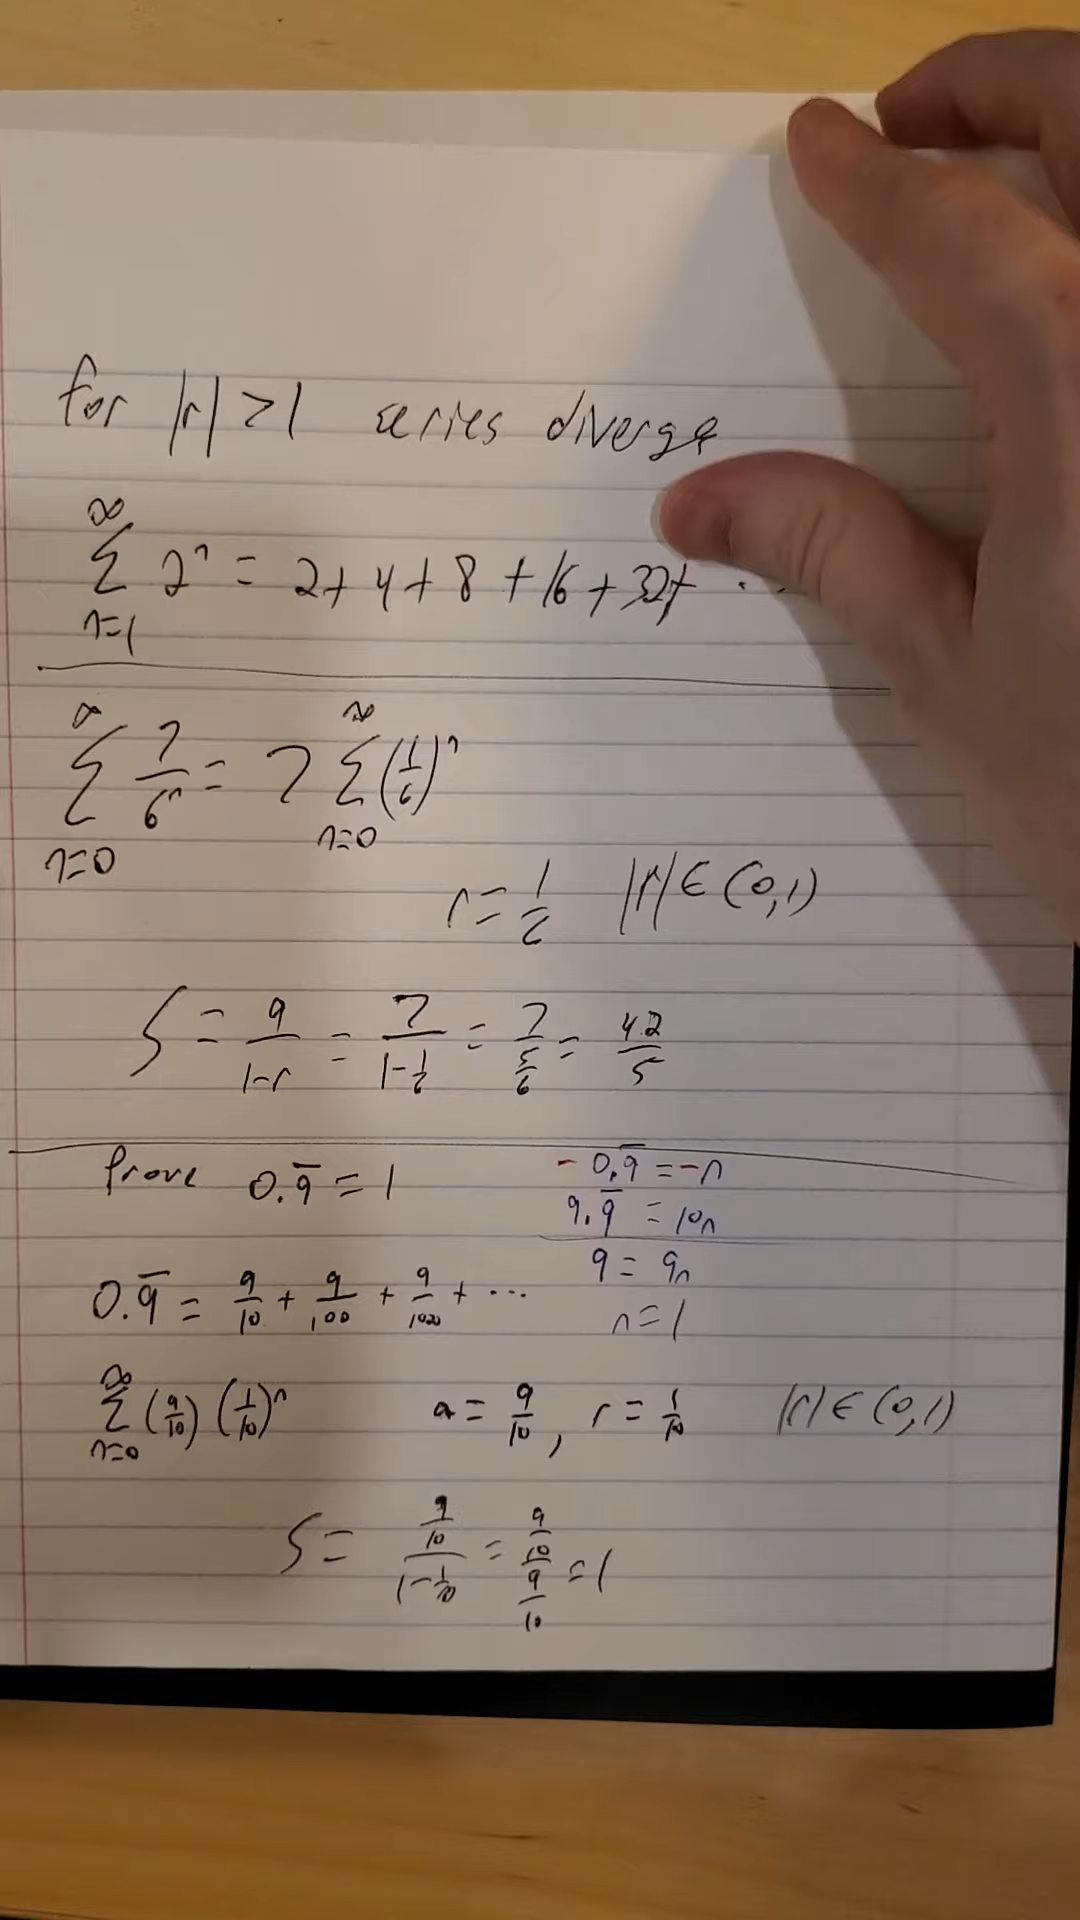 for |r| > 1 series diverge
∞
∑ 2ⁿ = 2 + 4 + 8 + 16 + 32 + ...
n=1
∞ ∞
∑ 7/6ⁿ = 7 ∑ (1/6)ⁿ
n=0 n=0
r = 1/6 |r| ∈ (0,1)
S = a/(1-r) = 7/(1-1/6) = 7/(5/6) = 42/5
Prove 0.9̅ = 1
0.9̅ = 9/10 + 9/100 + 9/1000 + ...
∞
∑ (9/10) (1/10)ⁿ a = 9/10 , r = 1/10 |r| ∈ (0,1)
n=0
S = (9/10)/(1-1/10) = (9/10)/(9/10) = 1
- 0.9̅ = -n
9.9̅ = 10n
9 = 9n
n = 1